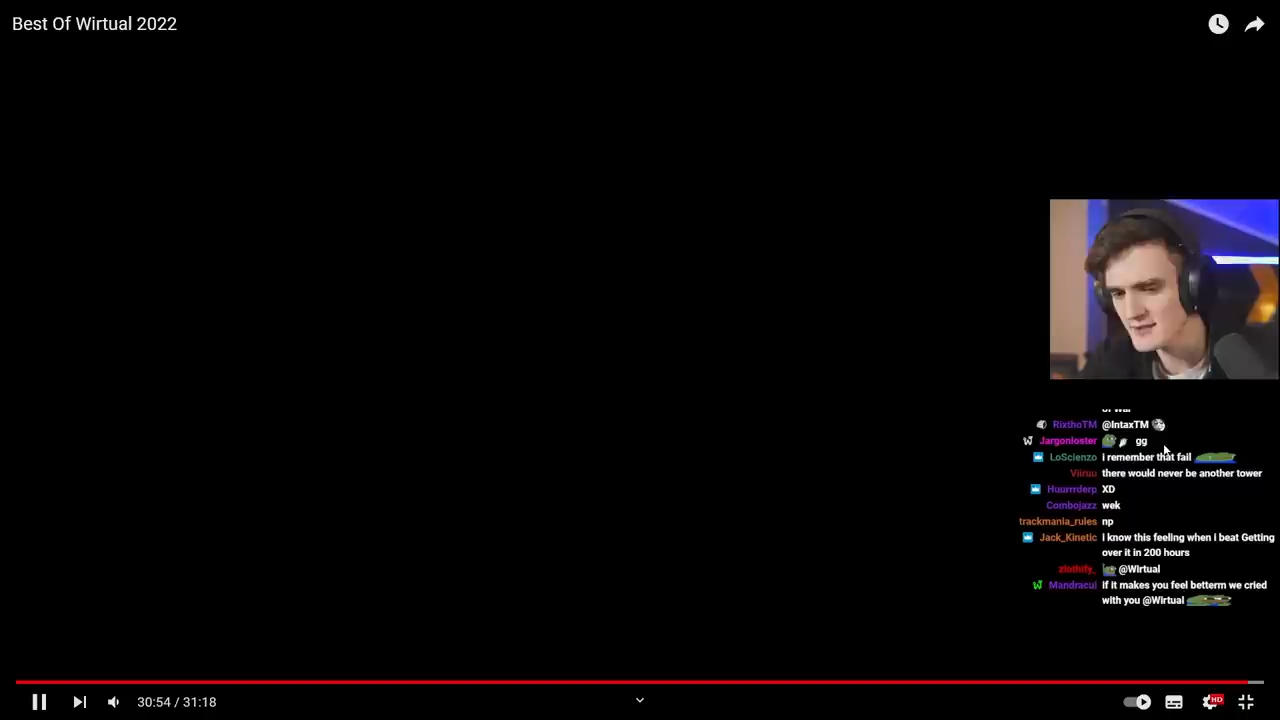 Best Of Wirtual 2022
RixthoTM @IntaxTM
Jargonloster gg
LoScienzo i remember that fail
Viiruu there would never be another tower
Huurrrderp XD
Combojazz wek
trackmania_rules np
Jack_Kinetic i know this feeling when i beat Getting
over it in 200 hours
zlothify_ @Wirtual
Mandracui if it makes you feel betterm we cried
with you @Wirtual
30:54 / 31:18
HD